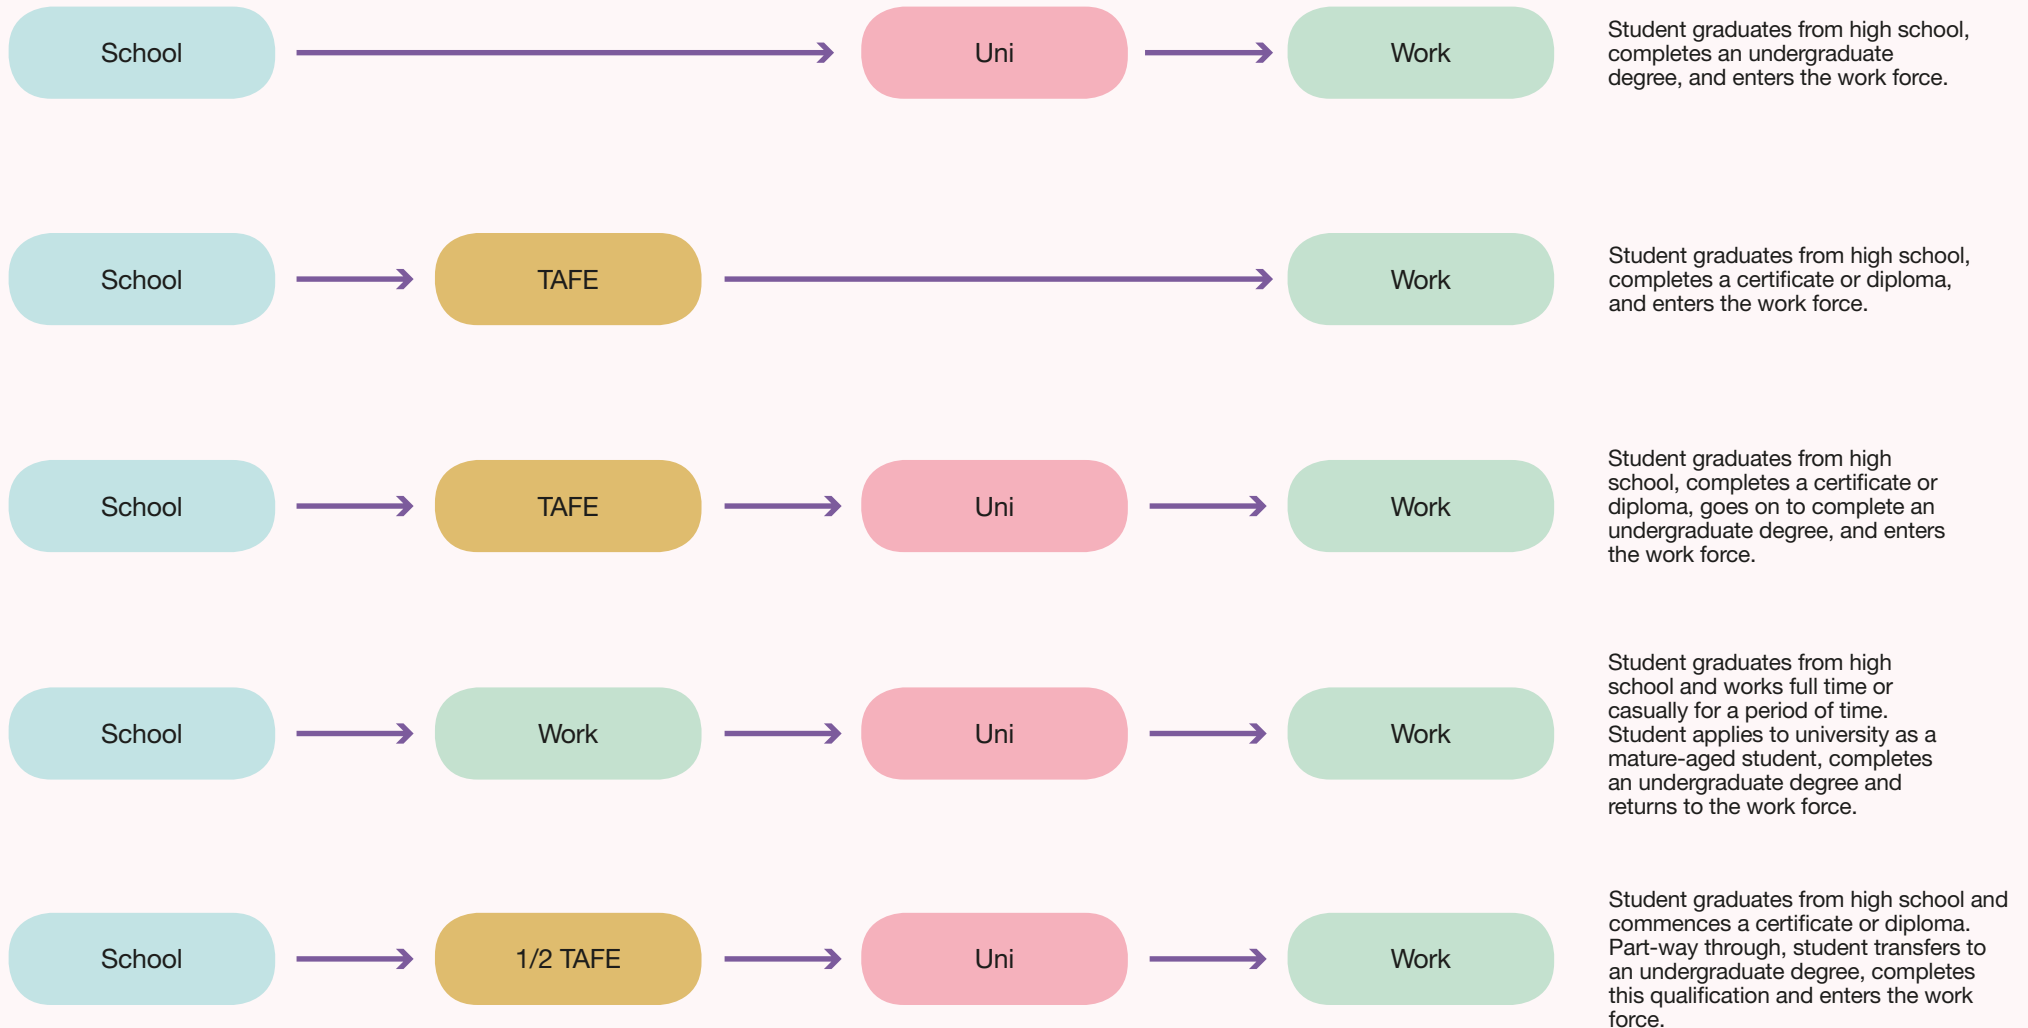 School
Uni
Work
Student graduates from high school,
completes an undergraduate
degree, and enters the work force.
School
TAFE
Work
Student graduates from high school,
completes a certificate or diploma,
and enters the work force.
School
TAFE
Uni
Work
Student graduates from high
school, completes a certificate or
diploma, goes on to complete an
undergraduate degree, and enters
the work force.
School
Work
Uni
Work
Student graduates from high
school and works full time or
casually for a period of time.
Student applies to university as a
mature-aged student, completes
an undergraduate degree and
returns to the work force.
School
1/2 TAFE
Uni
Work
Student graduates from high school and
commences a certificate or diploma.
Part-way through, student transfers to
an undergraduate degree, completes
this qualification and enters the work
force.